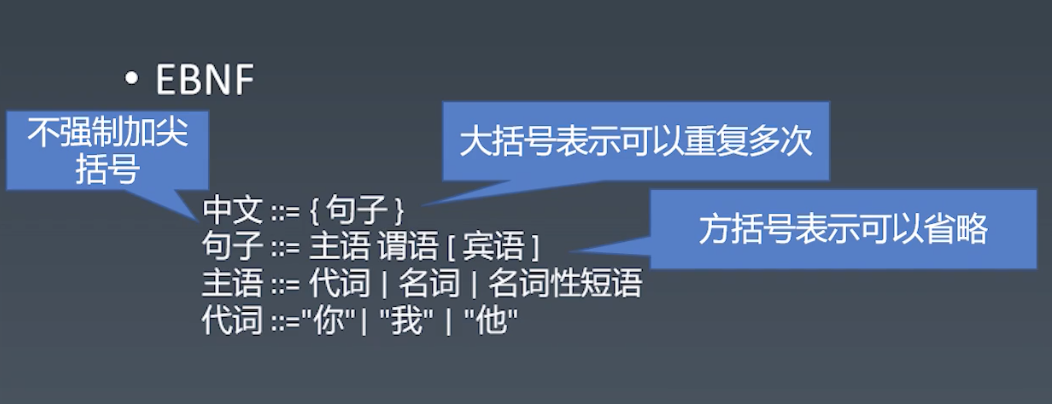 • EBNF
不强制加尖
括号
大括号表示可以重复多次
方括号表示可以省略
中文 ::= { 句子 }
句子 ::= 主语 谓语 [ 宾语 ]
主语 ::= 代词 | 名词 | 名词性短语
代词 ::="你"| "我" | "他"